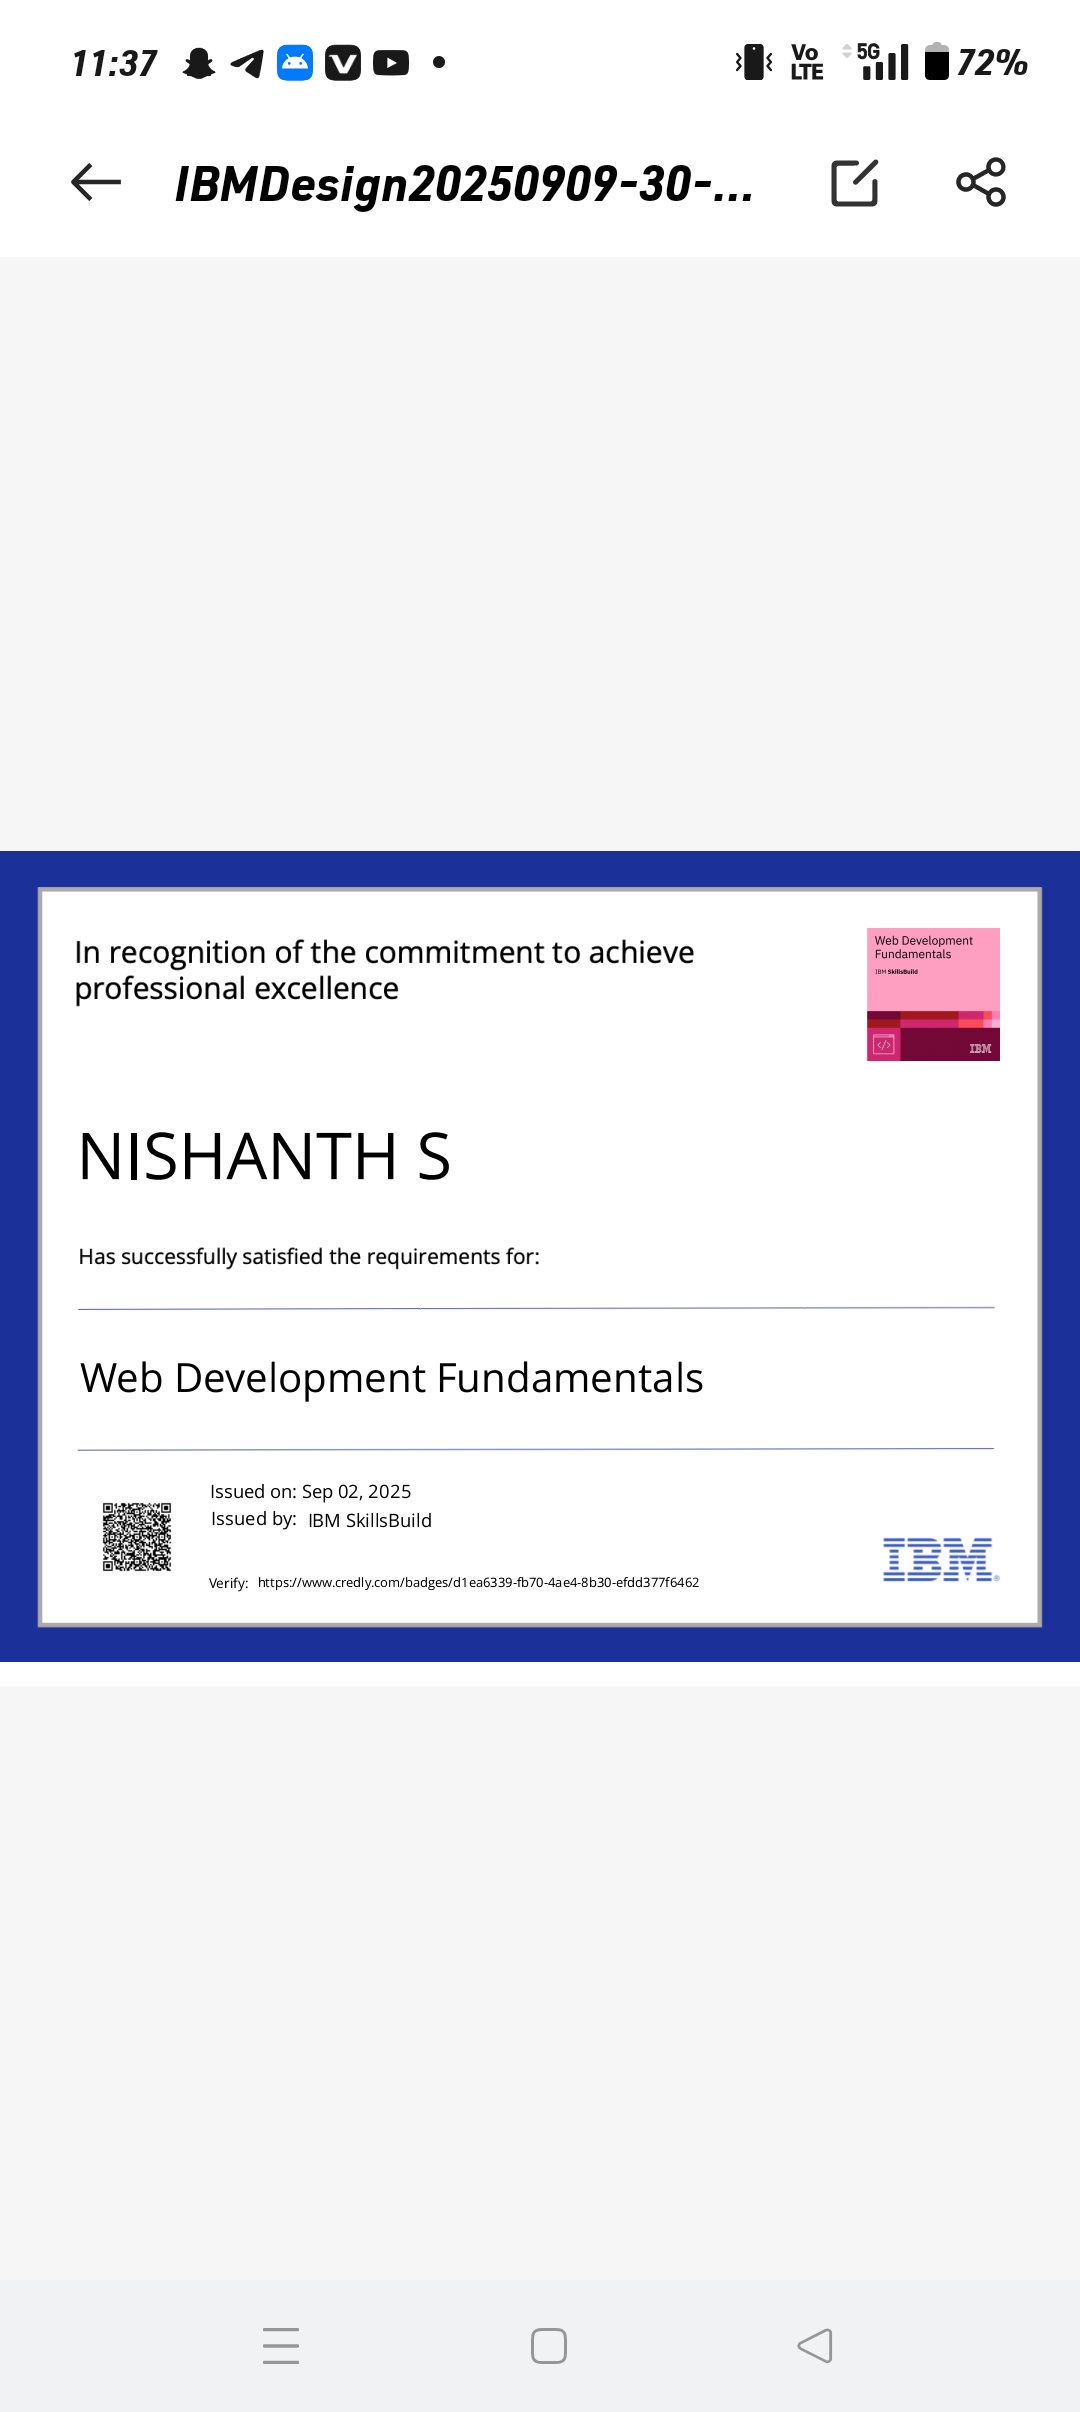 11:37
Vo LTE 5G 72%
IBMDesign20250909-30-...
In recognition of the commitment to achieve
professional excellence
Web Development
Fundamentals
IBM SkillsBuild
</>
IBM
NISHANTH S
Has successfully satisfied the requirements for:
Web Development Fundamentals
Issued on: Sep 02, 2025
Issued by: IBM SkillsBuild
Verify: https://www.credly.com/badges/d1ea6339-fb70-4ae4-8b30-efdd377f6462
IBM®